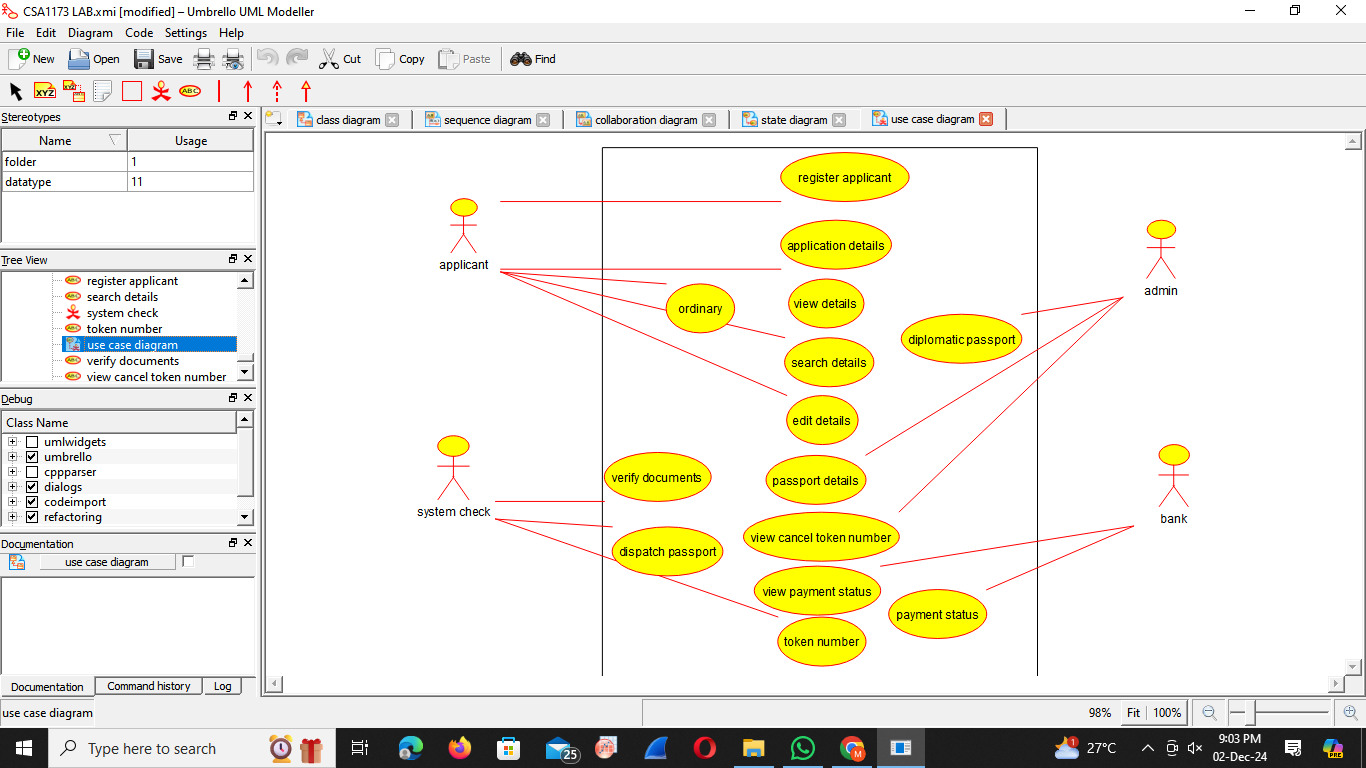 CSA1173 LAB.xmi [modified] – Umbrello UML Modeller
File Edit Diagram Code Settings Help
New Open Save Cut Copy Paste Find
XYZ XYZ ABC
Stereotypes
Name Usage
folder 1
datatype 11
Tree View
register applicant
search details
system check
token number
use case diagram
verify documents
view cancel token number
Debug
Class Name
umlwidgets
umbrello
cppparser
dialogs
codeimport
refactoring
Documentation
use case diagram
Documentation Command history Log
class diagram sequence diagram collaboration diagram state diagram use case diagram
register applicant
application details
applicant
view details
ordinary
admin
diplomatic passport
search details
edit details
verify documents
passport details
system check
bank
view cancel token number
dispatch passport
view payment status
payment status
token number
use case diagram
98% Fit 100%
Type here to search
25
M
27°C
9:03 PM
02-Dec-24
PRE